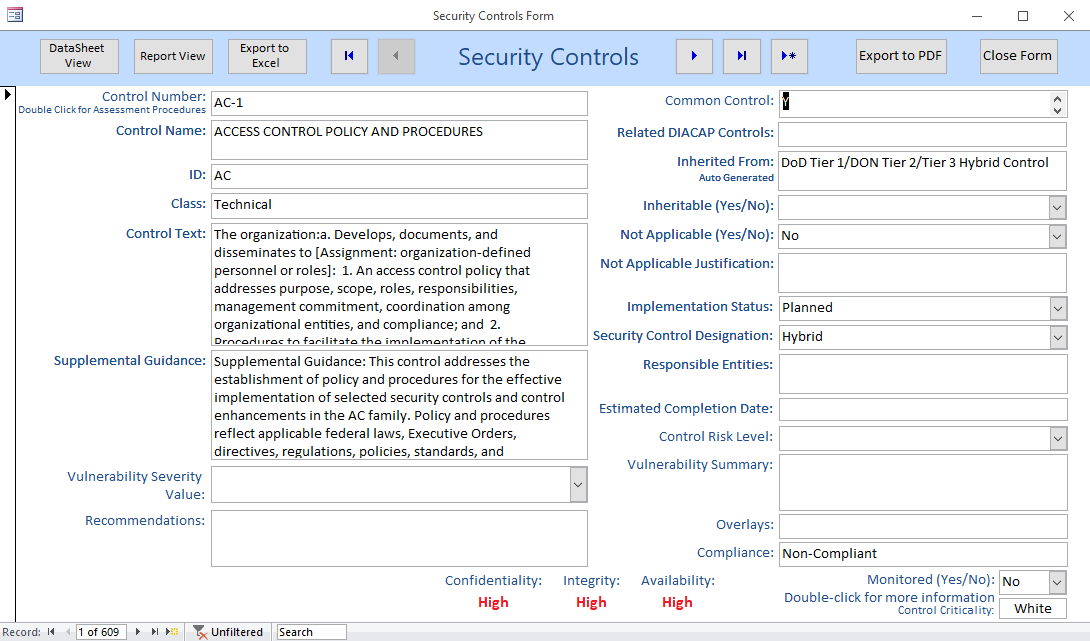 Security Controls Form
DataSheet
View
Report View
Export to
Excel
Security Controls
Export to PDF
Close Form
Control Number:
Double Click for Assessment Procedures
AC-1
Control Name:
ACCESS CONTROL POLICY AND PROCEDURES
ID:
AC
Class:
Technical
Control Text:
The organization:a. Develops, documents, and
disseminates to [Assignment: organization-defined
personnel or roles]:  1. An access control policy that
addresses purpose, scope, roles, responsibilities,
management commitment, coordination among
organizational entities, and compliance; and  2.
Procedures to facilitate the implementation of the
Supplemental Guidance:
Supplemental Guidance: This control addresses the
establishment of policy and procedures for the effective
implementation of selected security controls and control
enhancements in the AC family. Policy and procedures
reflect applicable federal laws, Executive Orders,
directives, regulations, policies, standards, and
Vulnerability Severity
Value:
Recommendations:
Common Control:
Y
Related DIACAP Controls:
Inherited From:
Auto Generated
DoD Tier 1/DON Tier 2/Tier 3 Hybrid Control
Inheritable (Yes/No):
Not Applicable (Yes/No):
No
Not Applicable Justification:
Implementation Status:
Planned
Security Control Designation:
Hybrid
Responsible Entities:
Estimated Completion Date:
Control Risk Level:
Vulnerability Summary:
Overlays:
Compliance:
Non-Compliant
Confidentiality:
High
Integrity:
High
Availability:
High
Monitored (Yes/No):
No
Double-click for more information
Control Criticality:
White
Record:
1 of 609
Unfiltered
Search